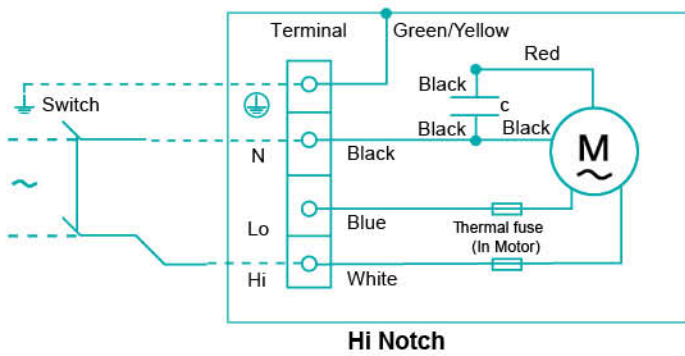 Terminal
Green/Yellow
Red
Black
Switch
c
Black
Black
N
Black
M
Lo
Blue
Thermal fuse
(In Motor)
Hi
White
Hi Notch